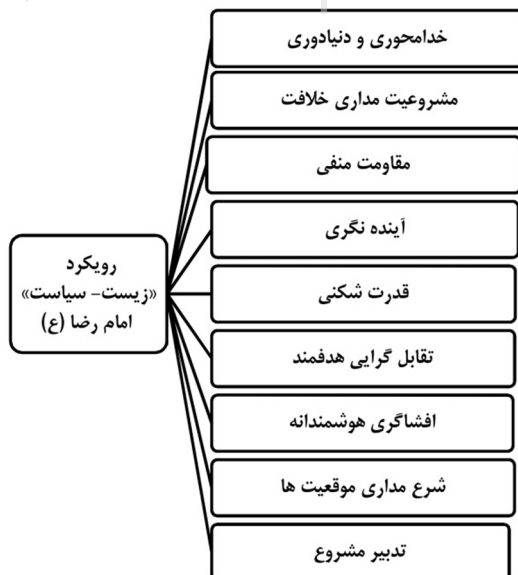 خدامحوری و دنیادوری
مشروعیت مداری خلافت
مقاومت منفی
آینده نگری
رویکرد
«زیست- سیاست»
امام رضا (ع)
قدرت شکنی
تقابل گرایی هدفمند
افشاگری هوشمندانه
شرع مداری موقعیت ها
تدبیر مشروع